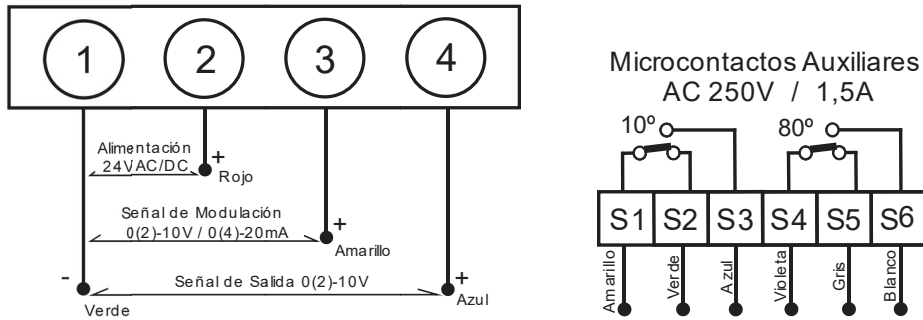 1 2 3 4
Alimentación
24VAC/DC
+
Rojo
Señal de Modulación
0(2)-10V / 0(4)-20mA
+
Amarillo
Señal de Salida 0(2)-10V
-
+
Verde
Azul
Microcontactos Auxiliares
AC 250V / 1,5A
10º 80º
S1 S2 S3 S4 S5 S6
Amarillo
Verde
Azul
Violeta
Gris
Blanco